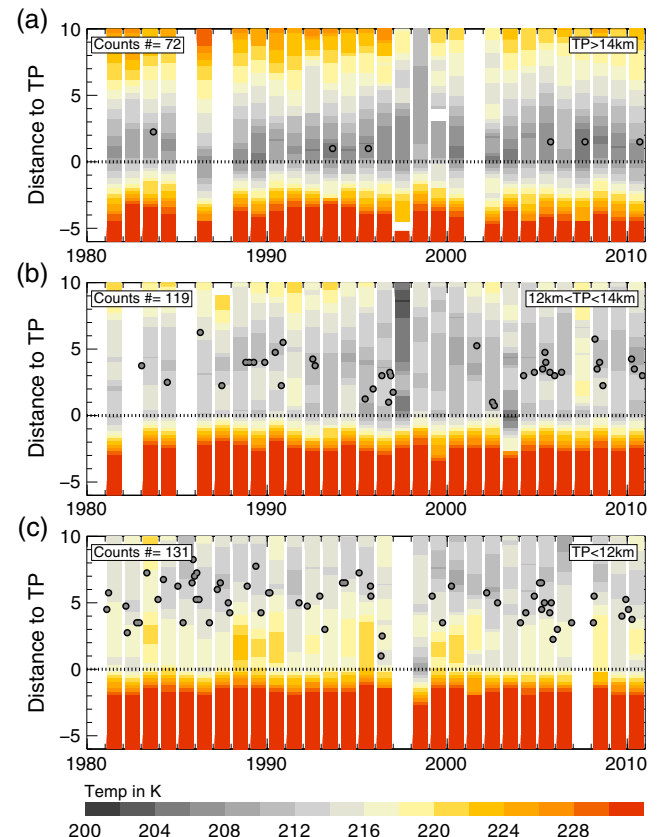 (a)
Counts #= 72
TP>14km
10
5
0
-5
Distance to TP
1980
1990
2000
2010
(b)
Counts #= 119
12km<TP<14km
10
5
0
-5
Distance to TP
1980
1990
2000
2010
(c)
Counts #= 131
TP<12km
10
5
0
-5
Distance to TP
1980
1990
2000
2010
Temp in K
200 204 208 212 216 220 224 228